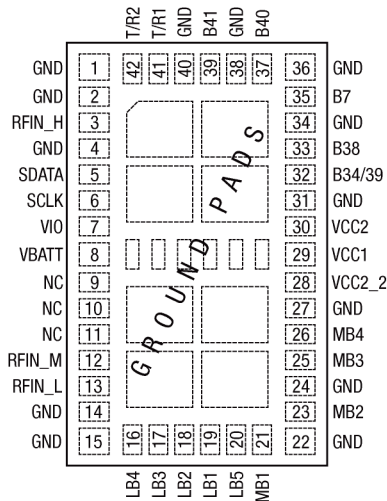 T/R2 T/R1 GND B41 GND B40
42 41 40 39 38 37
GND 1 36 GND
GND 2 35 B7
RFIN_H 3 34 GND
GND 4 33 B38
SDATA 5 32 B34/39
SCLK 6 31 GND
VIO 7 30 VCC2
VBATT 8 29 VCC1
NC 9 28 VCC2_2
NC 10 27 GND
NC 11 26 MB4
RFIN_M 12 25 MB3
RFIN_L 13 24 GND
GND 14 23 MB2
GND 15 22 GND
GROUND PADS
16 17 18 19 20 21
LB4 LB3 LB2 LB1 LB5 MB1